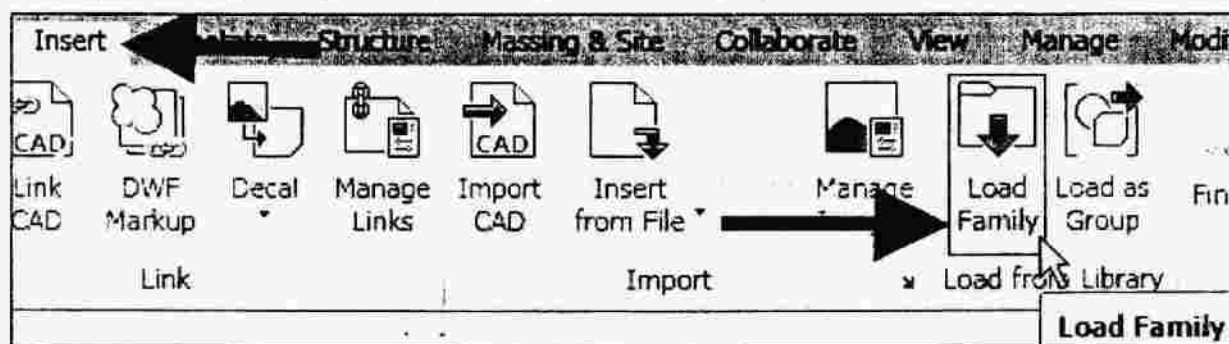 Insert Structure Massing & Site Collaborate View Manage
CAD CAD
Link DWF Decal Manage Import Insert Manage Load Load as
CAD Markup Links CAD from File Family Group
Link Import Load from Library
Load Family